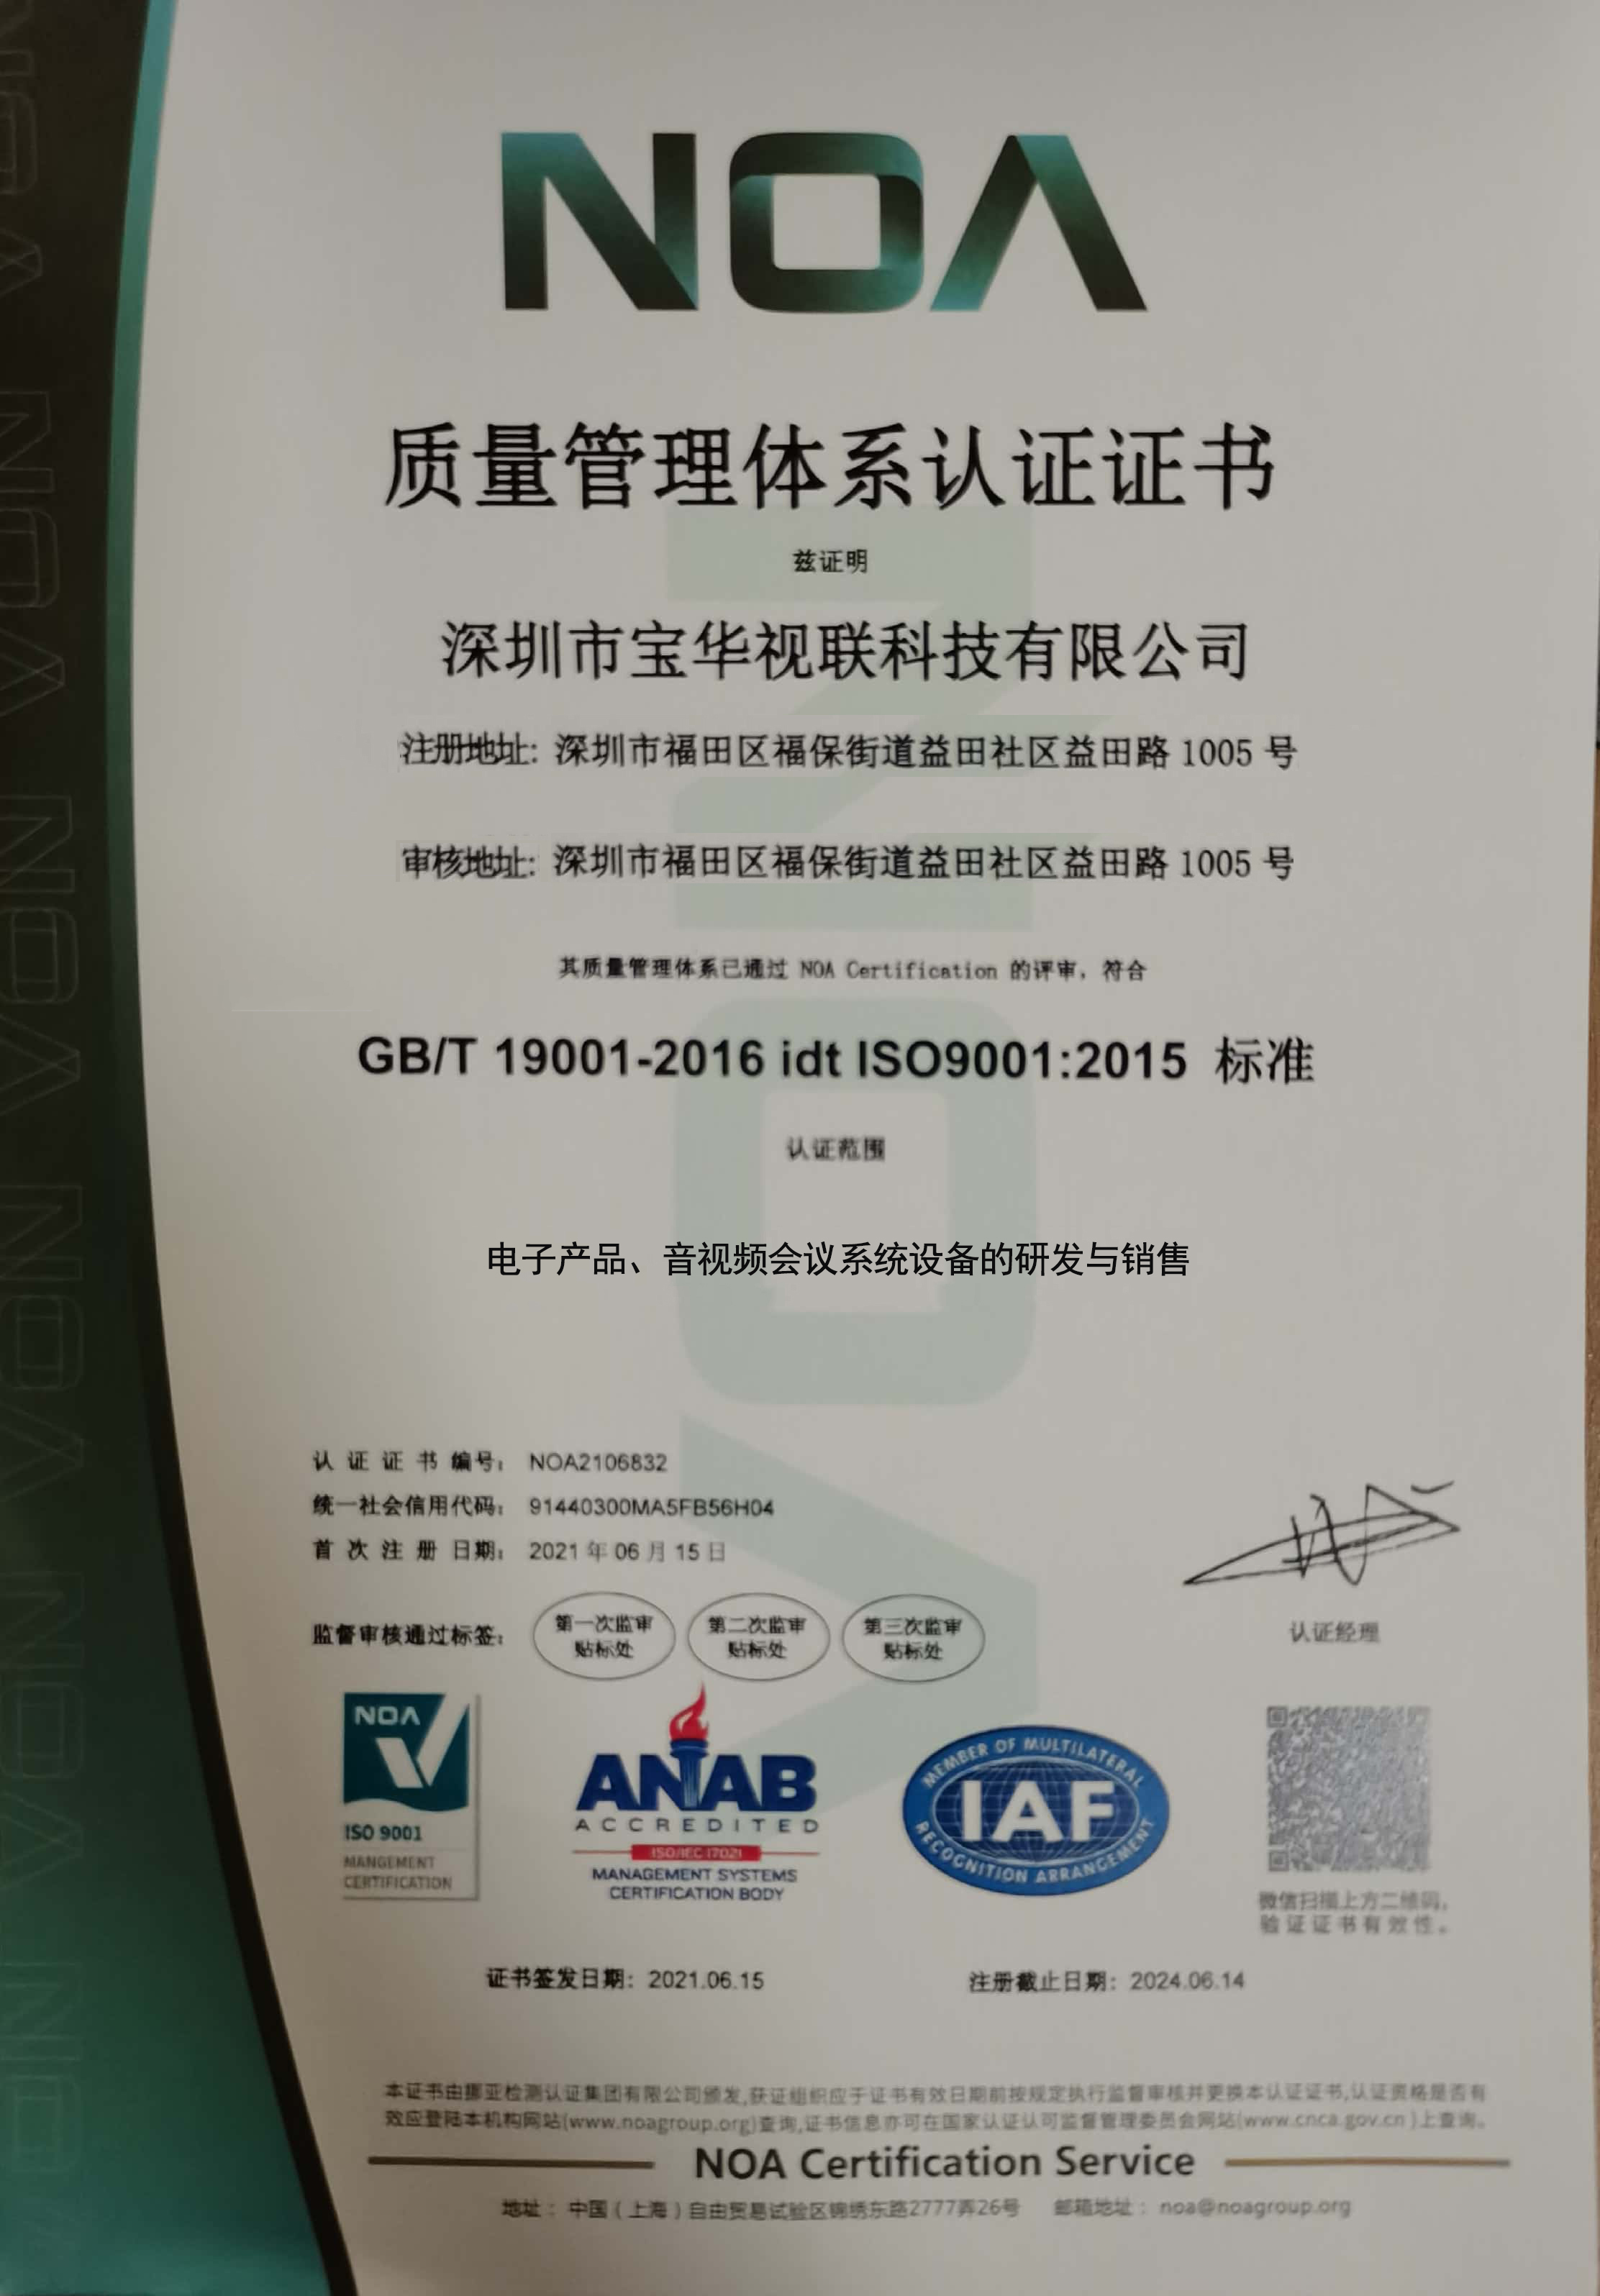 NOA
质量管理体系认证证书
兹证明
深圳市宝华视联科技有限公司
注册地址: 深圳市福田区福保街道益田社区益田路 1005 号
审核地址: 深圳市福田区福保街道益田社区益田路 1005 号
其质量管理体系已通过 NOA Certification 的评审，符合
GB/T 19001-2016 idt ISO9001:2015 标准
认证范围
电子产品、音视频会议系统设备的研发与销售
认证证书编号： NOA2106832
统一社会信用代码： 91440300MA5FB56H04
首次注册日期： 2021 年 06 月 15 日
监督审核通过标签：
第一次监审
贴标处
第二次监审
贴标处
第三次监审
贴标处
认证经理
NOA
ISO 9001
MANGEMENT
CERTIFICATION
ANAB
ACCREDITED
ISO/IEC 17021
MANAGEMENT SYSTEMS
CERTIFICATION BODY
MEMBER OF MULTILATERAL
IAF
RECOGNITION ARRANGEMENT
微信扫描上方二维码，
验证证书有效性。
证书签发日期：2021.06.15
注册截止日期：2024.06.14
本证书由挪亚检测认证集团有限公司颁发,获证组织应于证书有效日期前按规定执行监督审核并更换本认证证书,认证资格是否有
效应登陆本机构网站(www.noagroup.org)查询,证书信息亦可在国家认证认可监督管理委员会网站(www.cnca.gov.cn )上查询。
NOA Certification Service
地址： 中国（上海）自由贸易试验区锦绣东路2777弄26号 邮箱地址： noa@noagroup.org